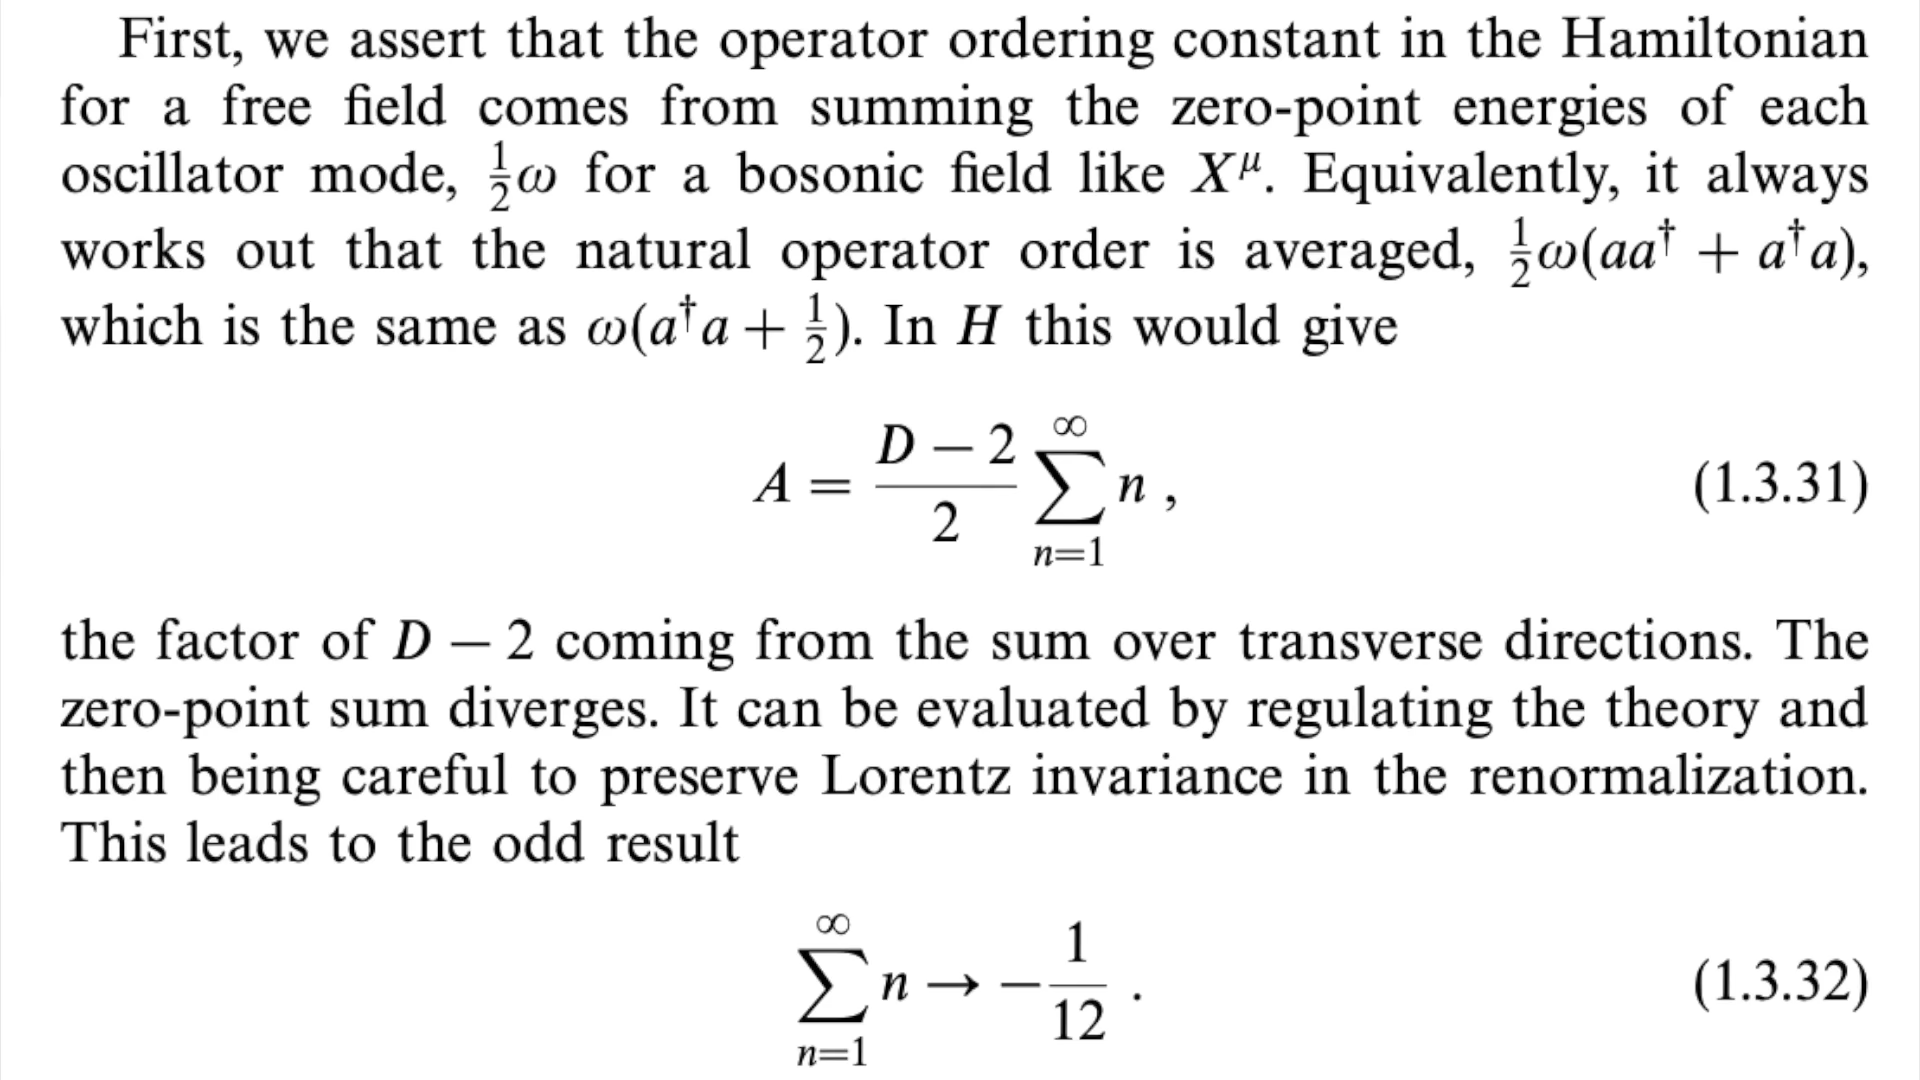 First, we assert that the operator ordering constant in the Hamiltonian
for a free field comes from summing the zero-point energies of each
oscillator mode, ½ω for a bosonic field like X^μ. Equivalently, it always
works out that the natural operator order is averaged, ½ω(aa† + a†a),
which is the same as ω(a†a + ½). In H this would give
A = \frac{D − 2}{2} \sum_{n=1}^{∞} n , (1.3.31)
the factor of D − 2 coming from the sum over transverse directions. The
zero-point sum diverges. It can be evaluated by regulating the theory and
then being careful to preserve Lorentz invariance in the renormalization.
This leads to the odd result
\sum_{n=1}^{∞} n → −\frac{1}{12} . (1.3.32)